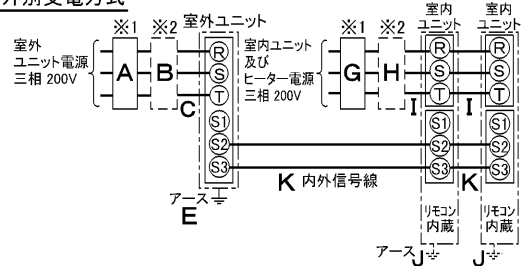 内外別受電方式
※1 ※2 室外ユニット
室外
ユニット電源
三相 200V
A B C
R
S
T
S1
S2
S3
アース
E
※1 ※2
室内ユニット
及び
ヒーター電源
三相 200V
G H I I
室内
ユニット
室内
ユニット
R R
S S
T T
S1 S1
S2 S2
S3 S3
K 内外信号線 K
リモコン
内蔵
リモコン
内蔵
アース J J